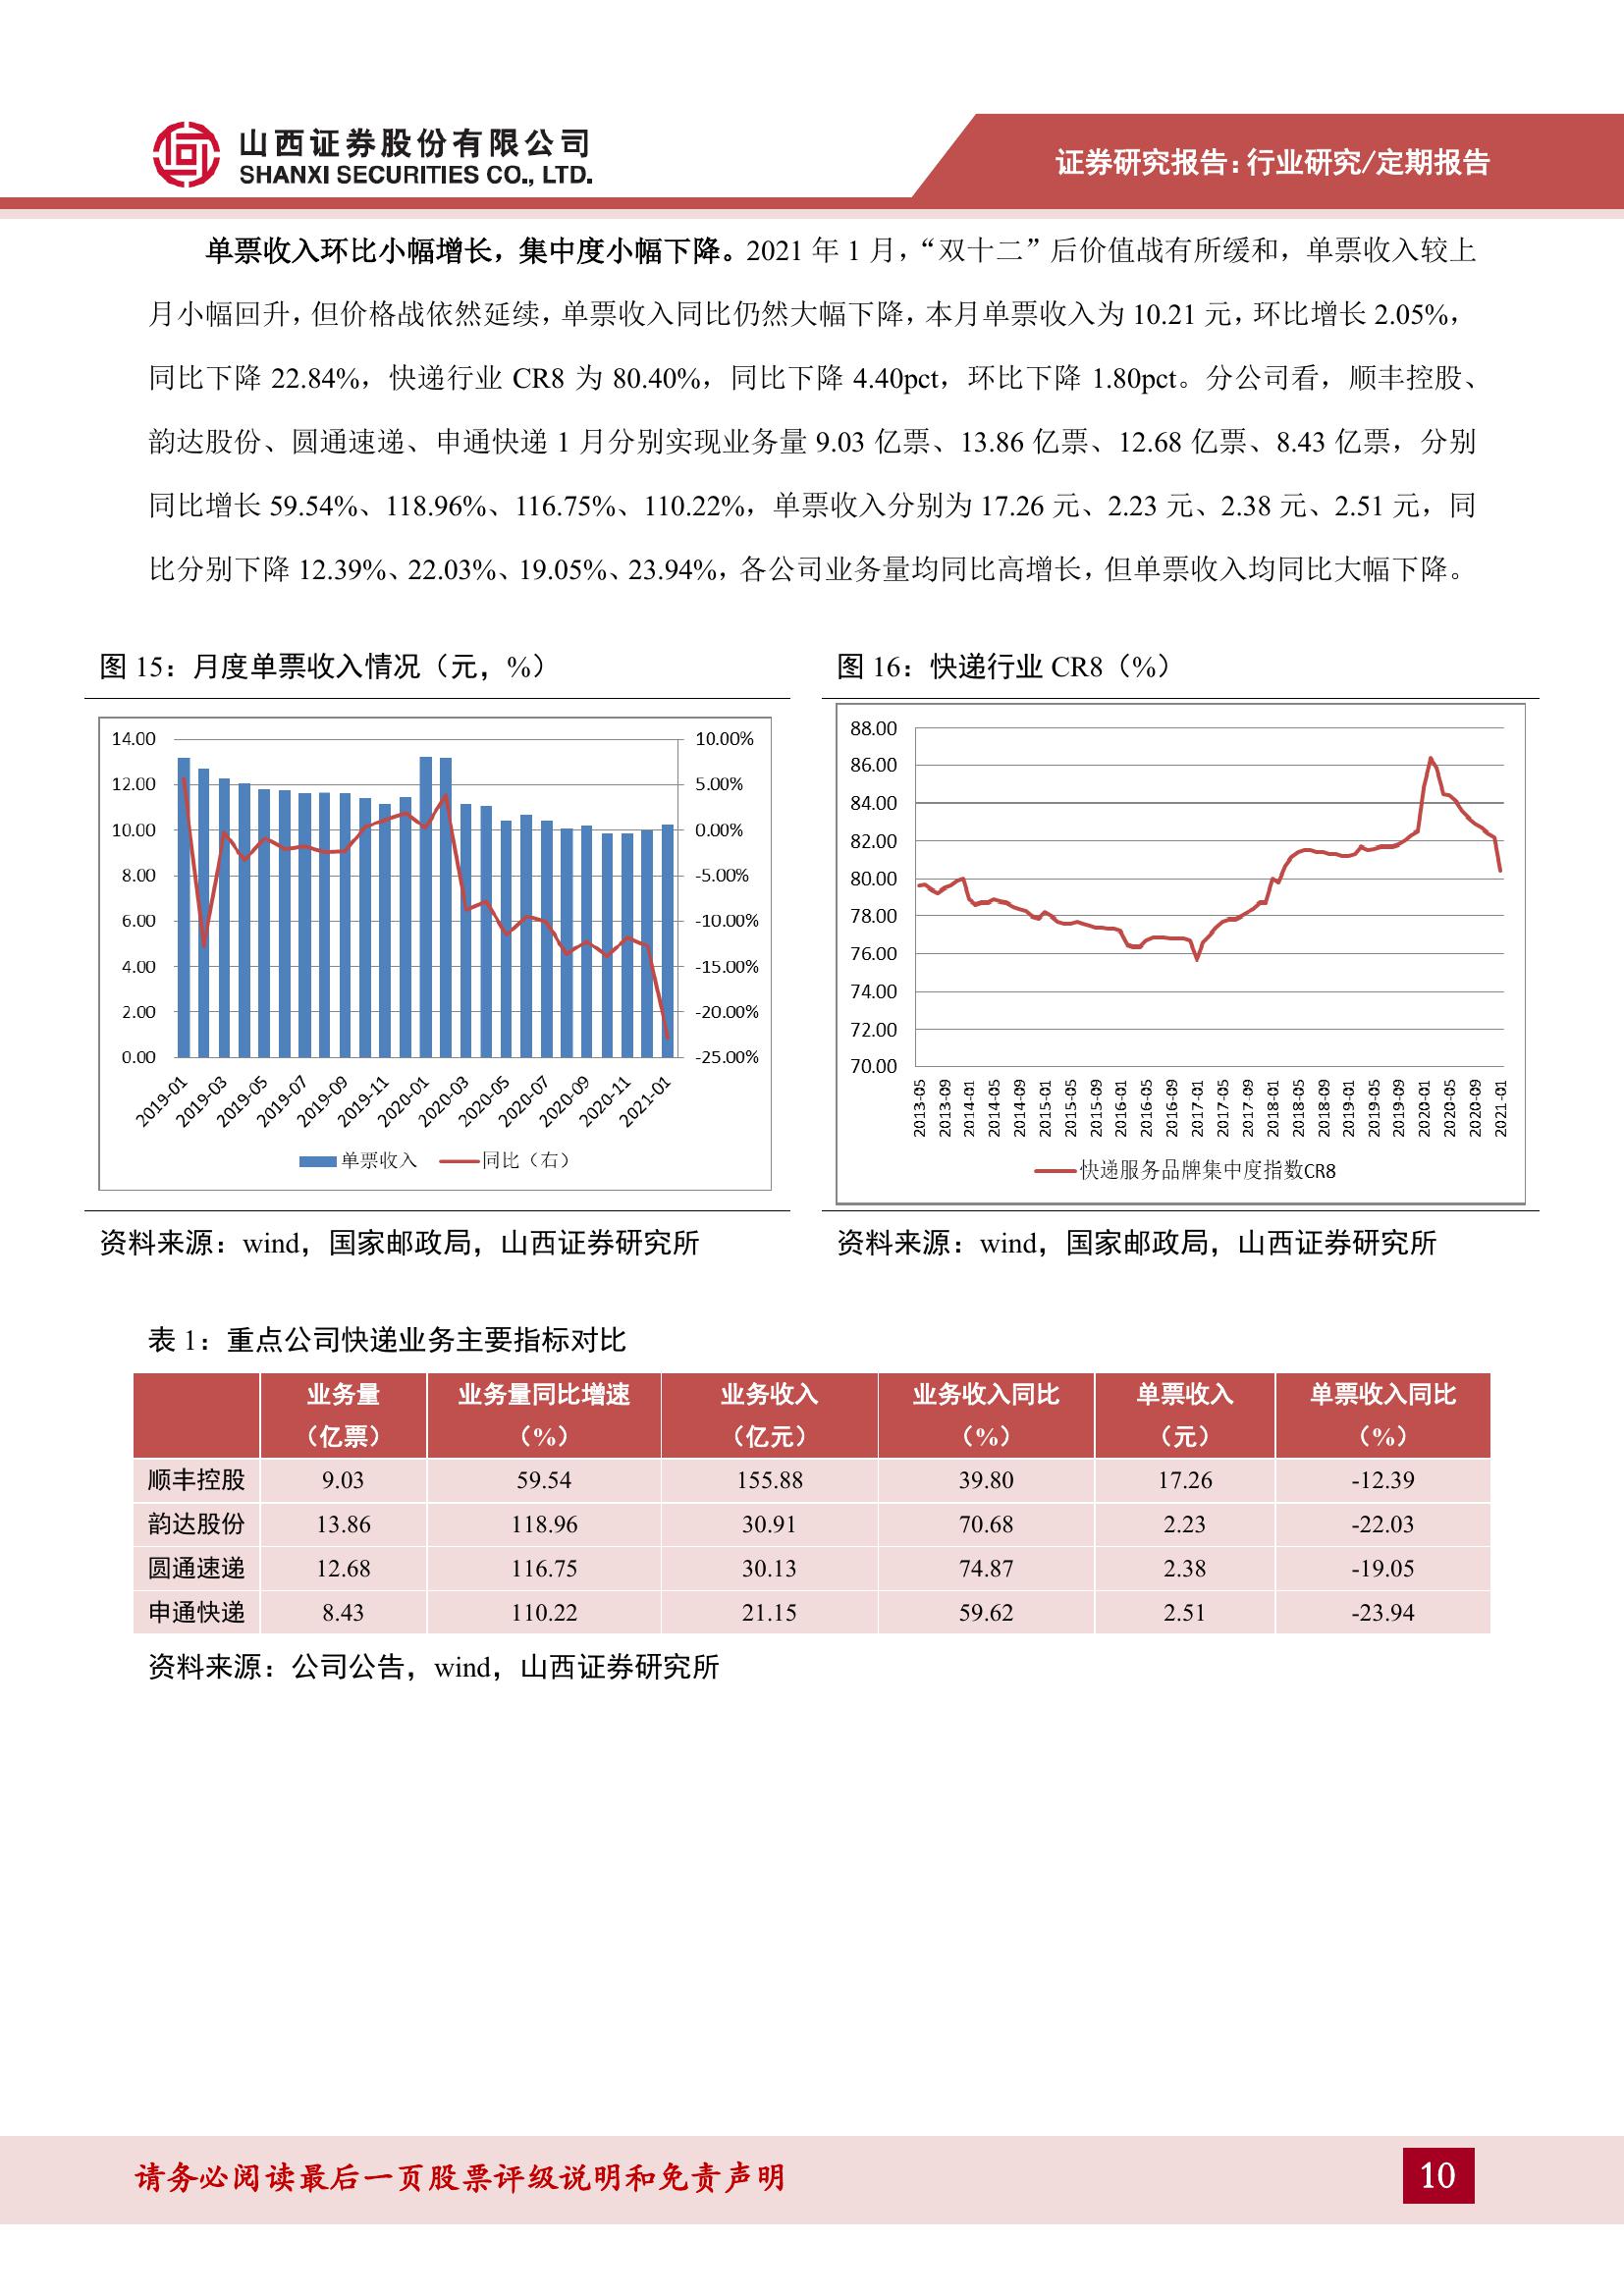 山西证券股份有限公司
SHANXI SECURITIES CO., LTD.
证券研究报告：行业研究/定期报告
单票收入环比小幅增长，集中度小幅下降。2021 年 1 月，“双十二”后价值战有所缓和，单票收入较上
月小幅回升，但价格战依然延续，单票收入同比仍然大幅下降，本月单票收入为 10.21 元，环比增长 2.05%，
同比下降 22.84%，快递行业 CR8 为 80.40%，同比下降 4.40pct，环比下降 1.80pct。分公司看，顺丰控股、
韵达股份、圆通速递、申通快递 1 月分别实现业务量 9.03 亿票、13.86 亿票、12.68 亿票、8.43 亿票，分别
同比增长 59.54%、118.96%、116.75%、110.22%，单票收入分别为 17.26 元、2.23 元、2.38 元、2.51 元，同
比分别下降 12.39%、22.03%、19.05%、23.94%，各公司业务量均同比高增长，但单票收入均同比大幅下降。
图 15：月度单票收入情况（元，%）
14.00
12.00
10.00
8.00
6.00
4.00
2.00
0.00
10.00%
5.00%
0.00%
-5.00%
-10.00%
-15.00%
-20.00%
-25.00%
2019-01
2019-03
2019-05
2019-07
2019-09
2019-11
2020-01
2020-03
2020-05
2020-07
2020-09
2020-11
2021-01
单票收入 同比（右）
资料来源：wind，国家邮政局，山西证券研究所
图 16：快递行业 CR8（%）
88.00
86.00
84.00
82.00
80.00
78.00
76.00
74.00
72.00
70.00
2013-05
2013-09
2014-01
2014-05
2014-09
2015-01
2015-05
2015-09
2016-01
2016-05
2016-09
2017-01
2017-05
2017-09
2018-01
2018-05
2018-09
2019-01
2019-05
2019-09
2020-01
2020-05
2020-09
2021-01
快递服务品牌集中度指数CR8
资料来源：wind，国家邮政局，山西证券研究所
表 1：重点公司快递业务主要指标对比
业务量 业务量同比增速 业务收入 业务收入同比 单票收入 单票收入同比
（亿票） （%） （亿元） （%） （元） （%）
顺丰控股 9.03 59.54 155.88 39.80 17.26 -12.39
韵达股份 13.86 118.96 30.91 70.68 2.23 -22.03
圆通速递 12.68 116.75 30.13 74.87 2.38 -19.05
申通快递 8.43 110.22 21.15 59.62 2.51 -23.94
资料来源：公司公告，wind，山西证券研究所
请务必阅读最后一页股票评级说明和免责声明
10